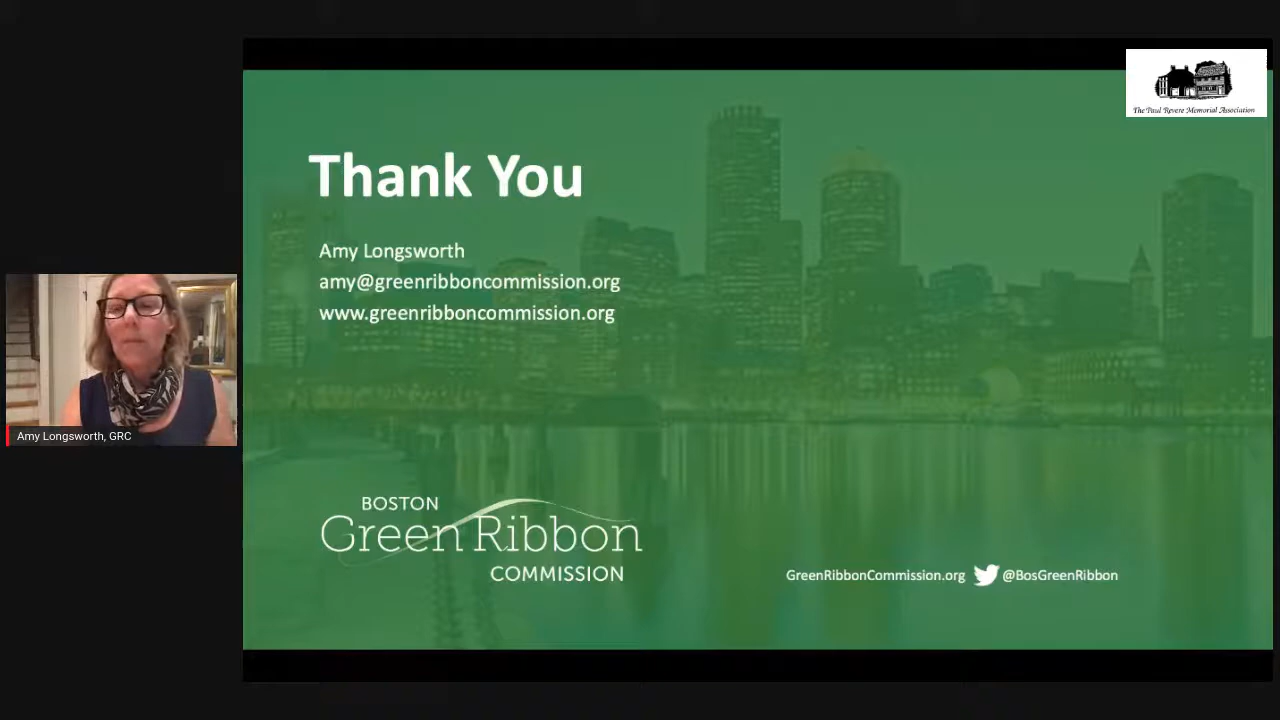 The Paul Revere Memorial Association
Thank You
Amy Longsworth
amy@greenribboncommission.org
www.greenribboncommission.org
Amy Longsworth, GRC
BOSTON
Green Ribbon
COMMISSION
GreenRibbonCommission.org @BosGreenRibbon